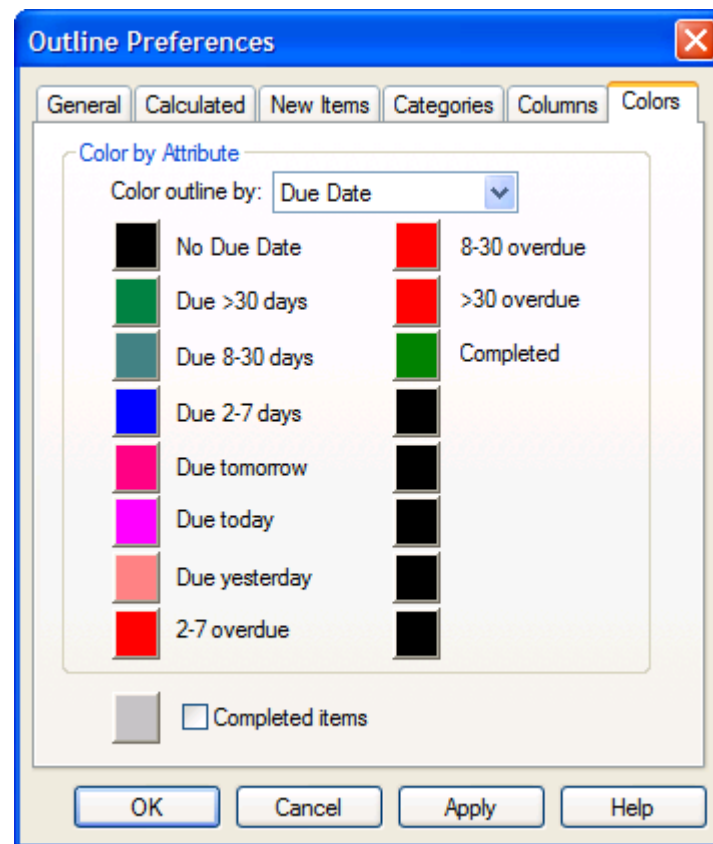 Outline Preferences
General Calculated New Items Categories Columns Colors
Color by Attribute
Color outline by: Due Date
No Due Date
Due >30 days
Due 8-30 days
Due 2-7 days
Due tomorrow
Due today
Due yesterday
2-7 overdue
8-30 overdue
>30 overdue
Completed
Completed items
OK Cancel Apply Help